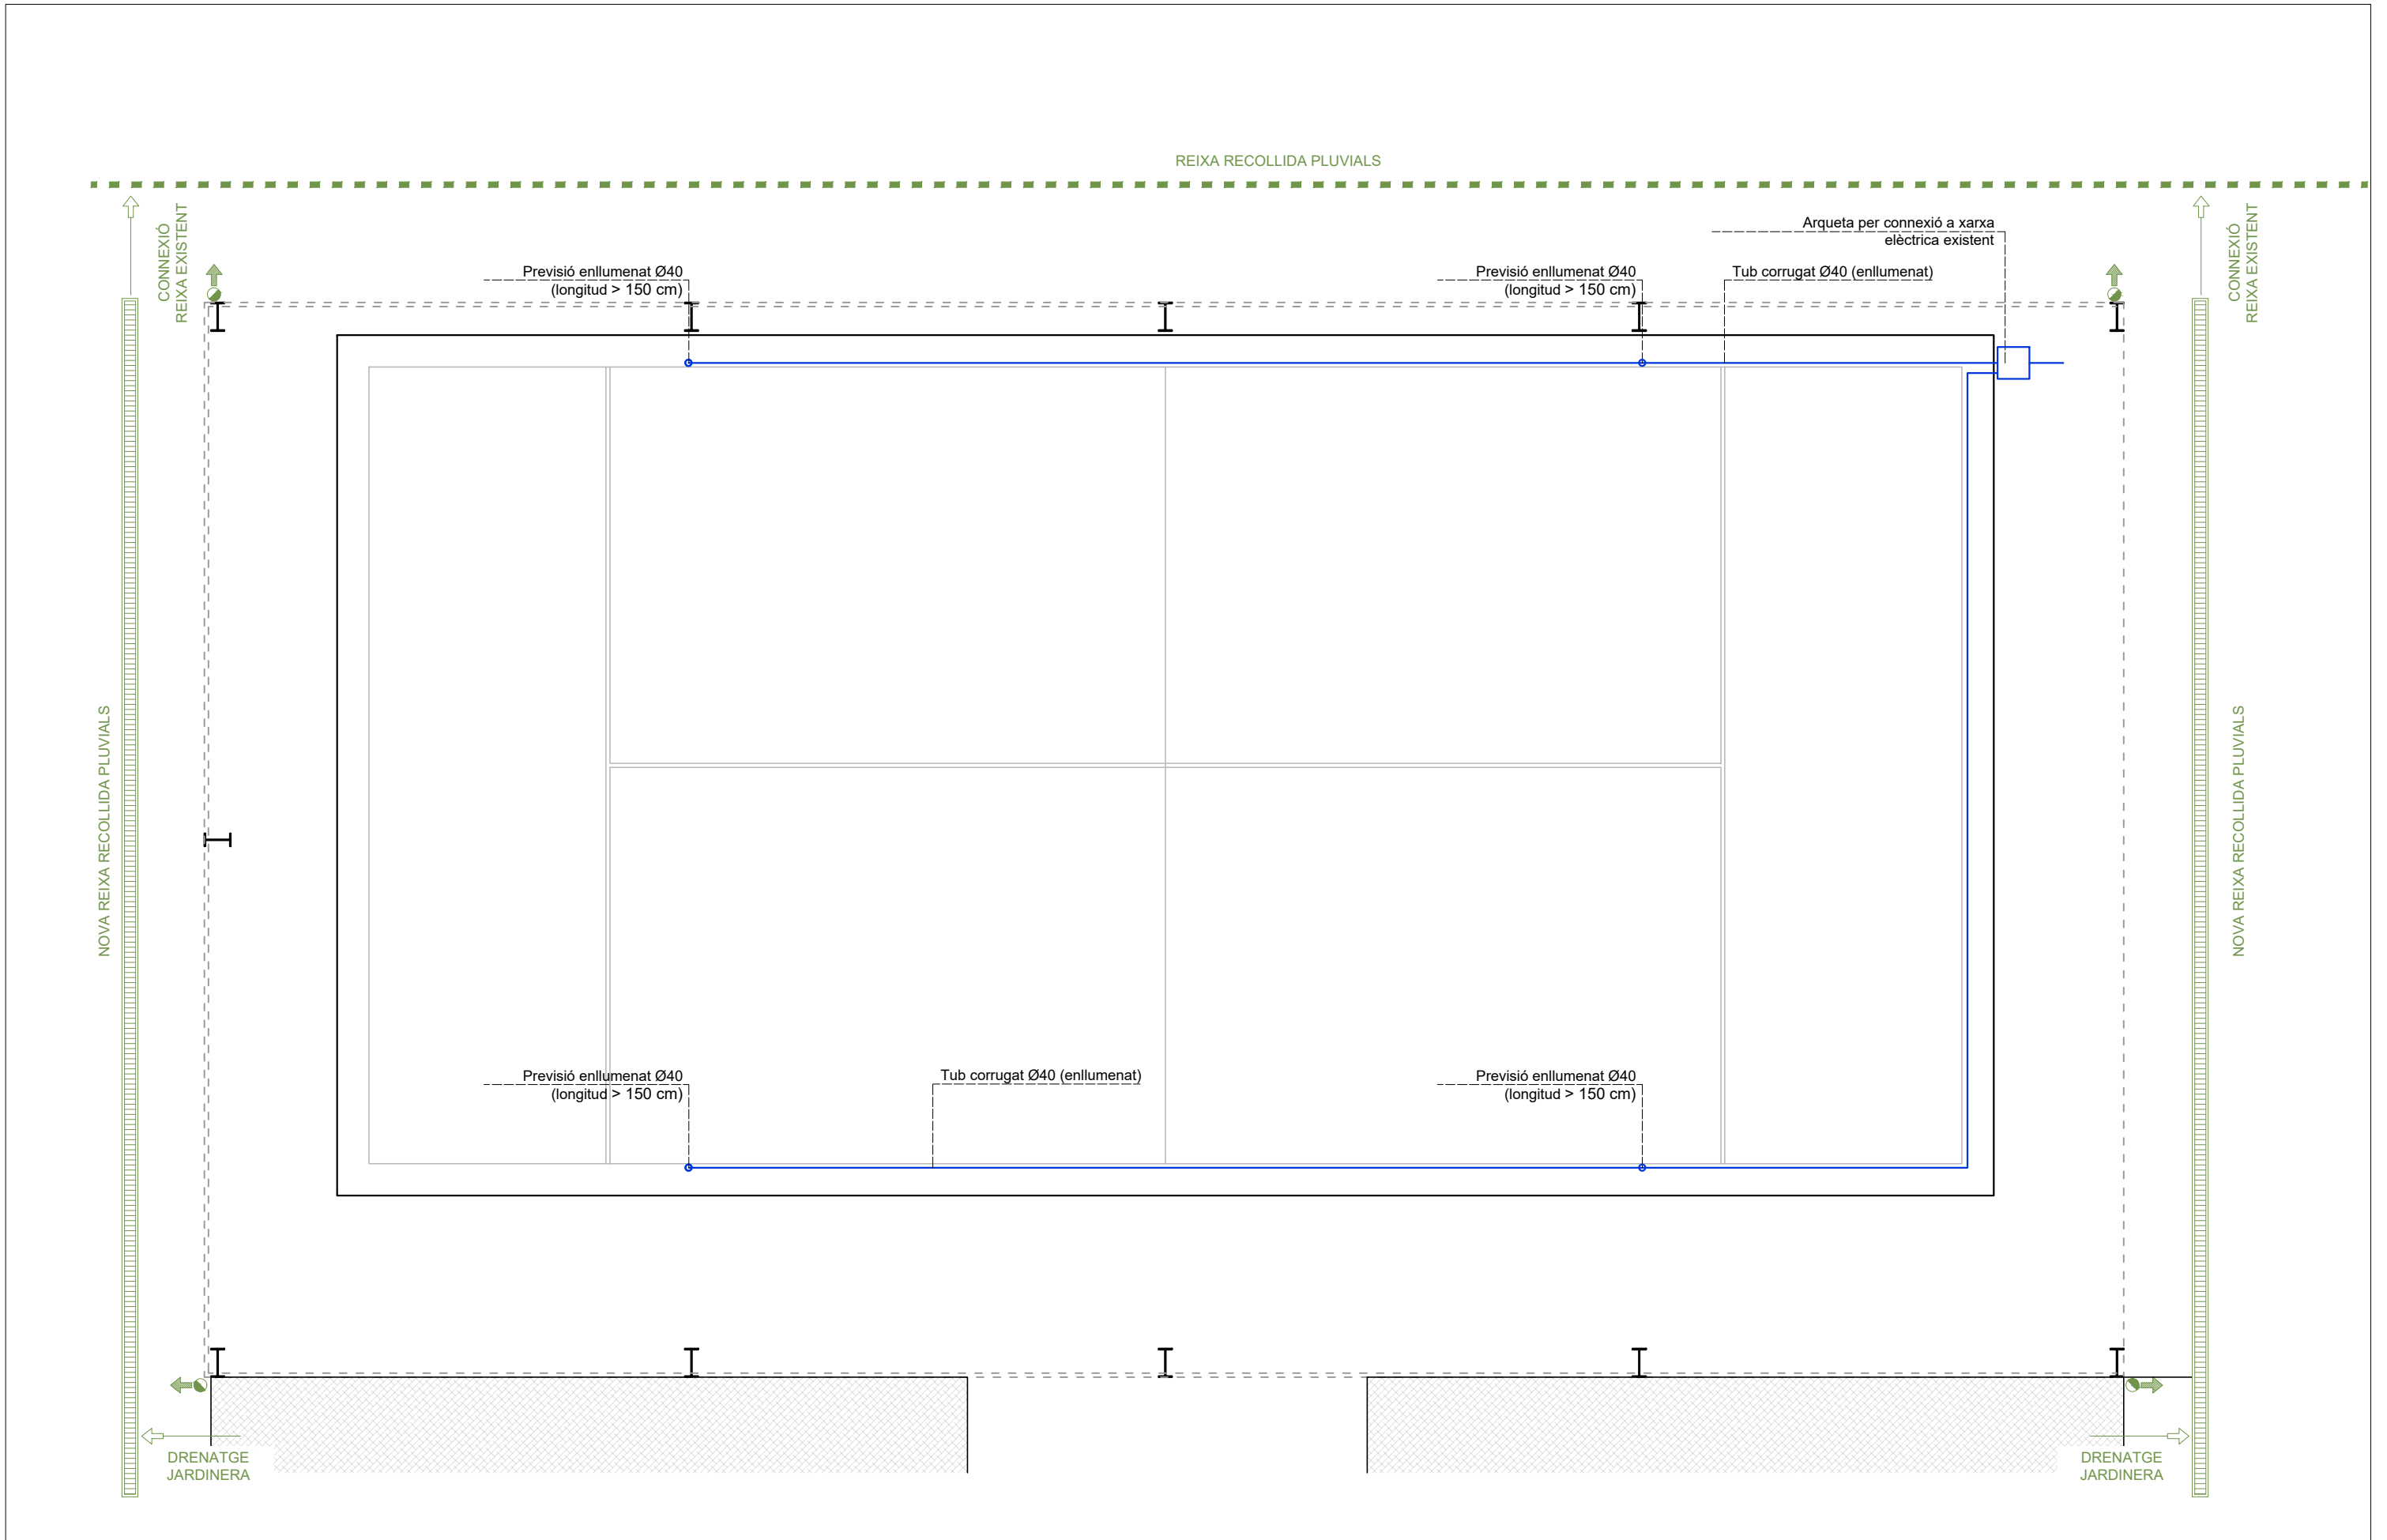 REIXA RECOLLIDA PLUVIALS
CONNEXIÓ
REIXA EXISTENT
Previsió enllumenat Ø40
(longitud > 150 cm)
Previsió enllumenat Ø40
(longitud > 150 cm)
Arqueta per connexió a xarxa
elèctrica existent
Tub corrugat Ø40 (enllumenat)
CONNEXIÓ
REIXA EXISTENT
NOVA REIXA RECOLLIDA PLUVIALS
NOVA REIXA RECOLLIDA PLUVIALS
Previsió enllumenat Ø40
(longitud > 150 cm)
Tub corrugat Ø40 (enllumenat)
Previsió enllumenat Ø40
(longitud > 150 cm)
DRENATGE
JARDINERA
DRENATGE
JARDINERA